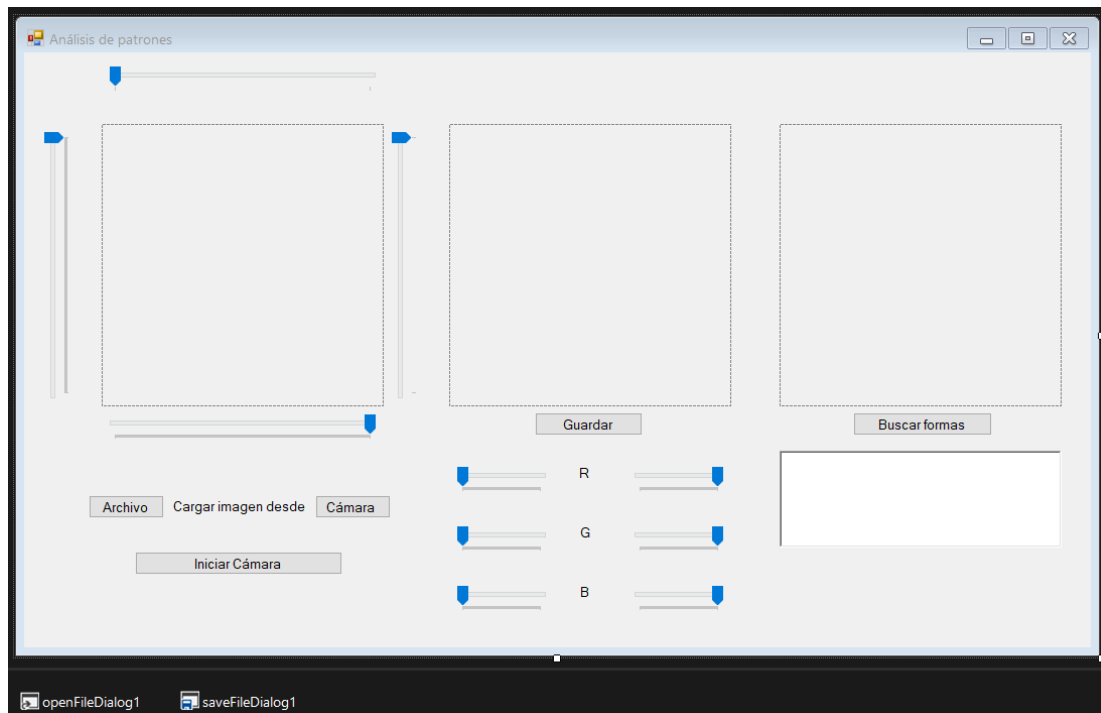 Análisis de patrones
Guardar
Buscar formas
R
Archivo
Cargar imagen desde
Cámara
G
Iniciar Cámara
B
openFileDialog1
saveFileDialog1